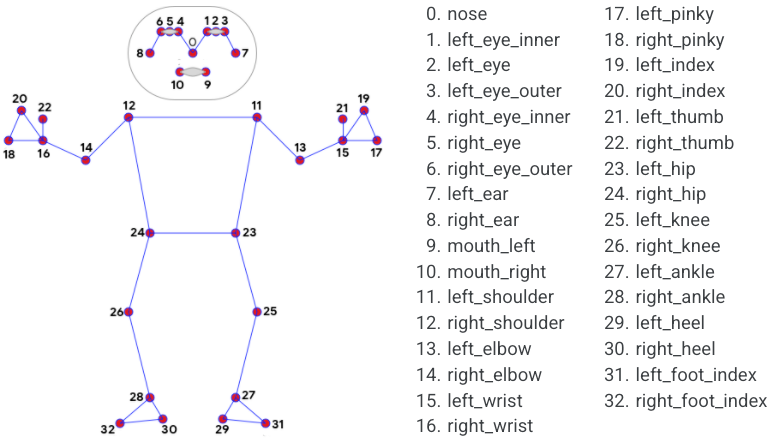 6 5 4 1 2 3
0
8 7
10 9
20 22 12 11 21 19
18 16 14 13 15 17
24 23
26 25
28 27
32 30 29 31
0. nose
1. left_eye_inner
2. left_eye
3. left_eye_outer
4. right_eye_inner
5. right_eye
6. right_eye_outer
7. left_ear
8. right_ear
9. mouth_left
10. mouth_right
11. left_shoulder
12. right_shoulder
13. left_elbow
14. right_elbow
15. left_wrist
16. right_wrist
17. left_pinky
18. right_pinky
19. left_index
20. right_index
21. left_thumb
22. right_thumb
23. left_hip
24. right_hip
25. left_knee
26. right_knee
27. left_ankle
28. right_ankle
29. left_heel
30. right_heel
31. left_foot_index
32. right_foot_index